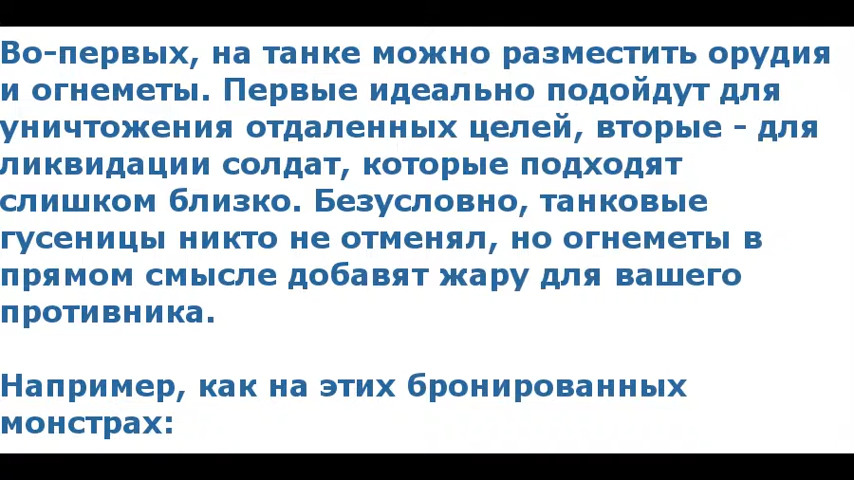 Во-первых, на танке можно разместить орудия
и огнеметы. Первые идеально подойдут для
уничтожения отдаленных целей, вторые - для
ликвидации солдат, которые подходят
слишком близко. Безусловно, танковые
гусеницы никто не отменял, но огнеметы в
прямом смысле добавят жару для вашего
противника.
Например, как на этих бронированных
монстрах: